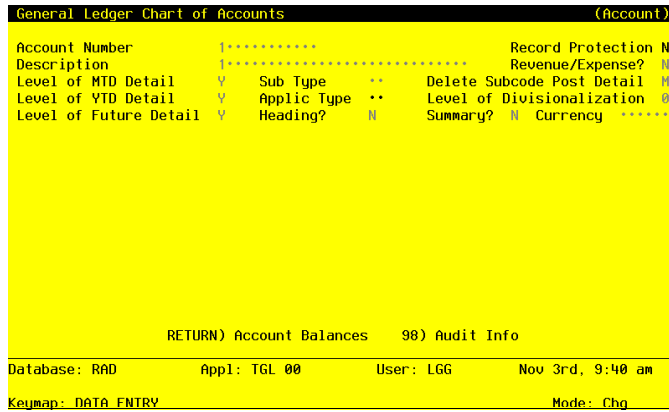 General Ledger Chart of Accounts (Account)
Account Number 1··········· Record Protection N
Description 1····························· Revenue/Expense? N
Level of MTD Detail Y Sub Type ·· Delete Subcode Post Detail M
Level of YTD Detail Y Applic Type ·· Level of Divisionalization 0
Level of Future Detail Y Heading? N Summary? N Currency ······
RETURN) Account Balances 98) Audit Info
Database: RAD Appl: TGL 00 User: LGG Nov 3rd, 9:40 am
Keymap: DATA ENTRY Mode: Chg